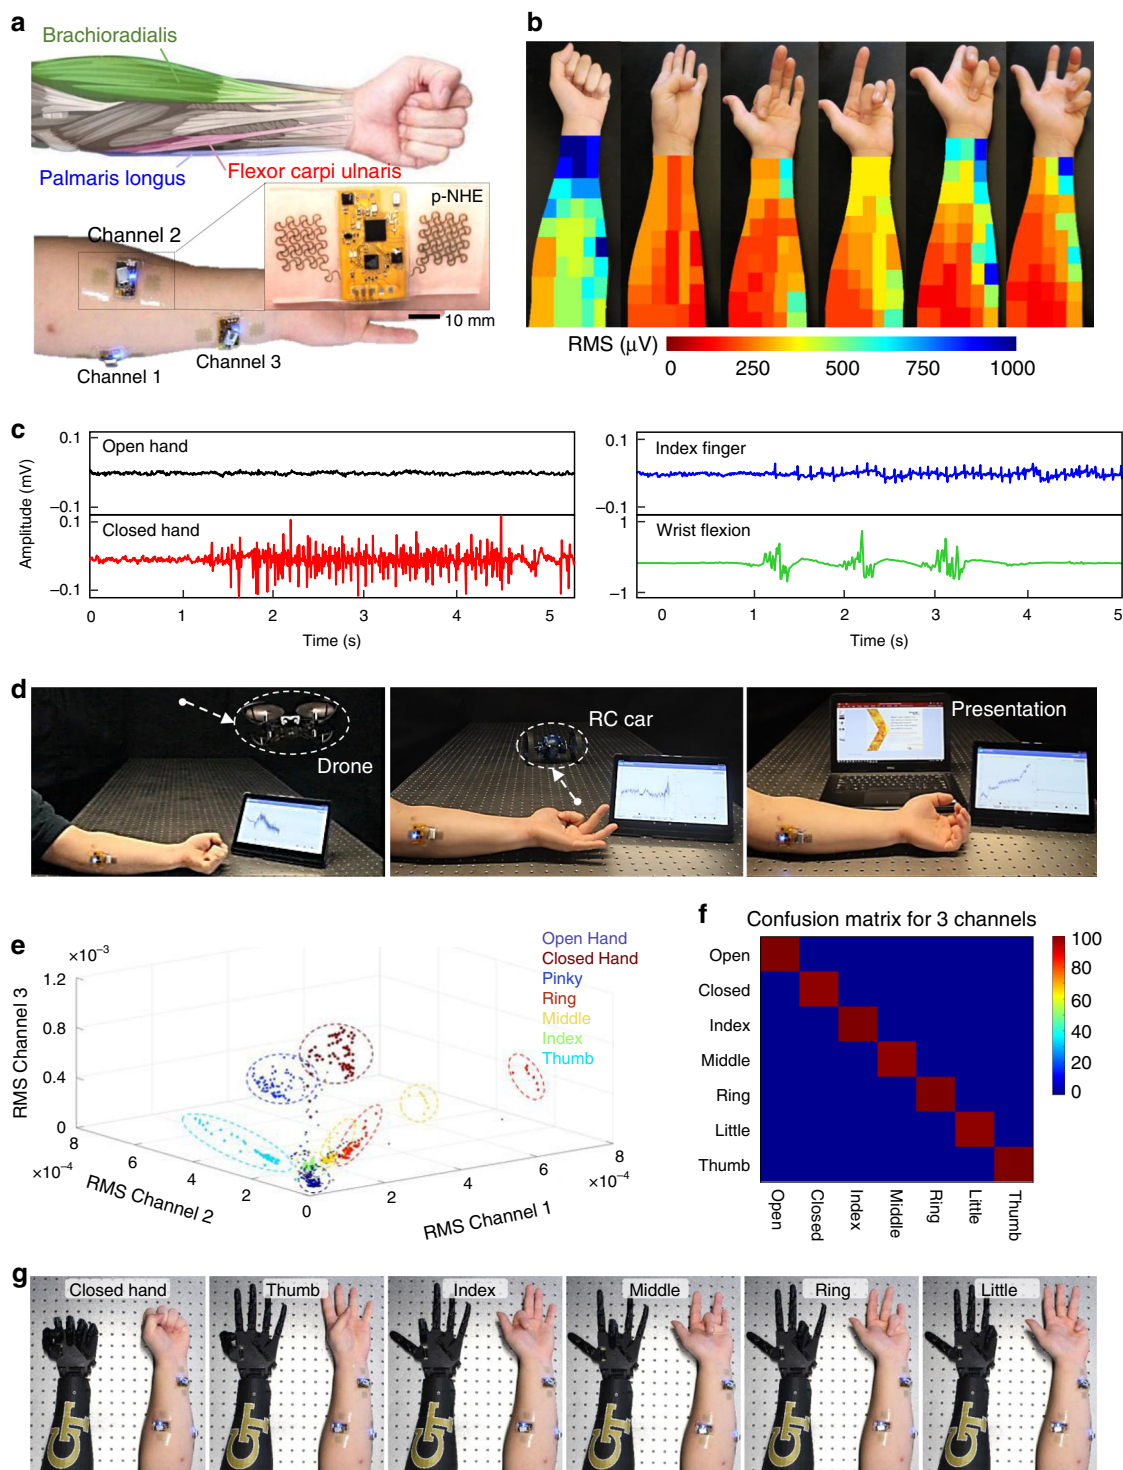 a
Brachioradialis
Palmaris longus
Flexor carpi ulnaris
p-NHE
Channel 2
10 mm
Channel 3
Channel 1
b
RMS (µV)
0 250 500 750 1000
c
Amplitude (mV)
0.1
Open hand
–0.1
0.1
Closed hand
–0.1
0 1 2 3 4 5
Time (s)
0.1
Index finger
–0.1
1
Wrist flexion
–1
0 1 2 3 4 5
Time (s)
d
Drone
RC car
Presentation
e
×10⁻³
1.2
0.8
0.4
0
RMS Channel 3
8
6
4
2
0
×10⁻⁴
RMS Channel 2
2
4
6
8
×10⁻⁴
RMS Channel 1
Open Hand
Closed Hand
Pinky
Ring
Middle
Index
Thumb
f
Confusion matrix for 3 channels
Open
Closed
Index
Middle
Ring
Little
Thumb
Open Closed Index Middle Ring Little Thumb
100
80
60
40
20
0
g
Closed hand
Thumb
Index
Middle
Ring
Little
GT
GT
GT
GT
GT
GT